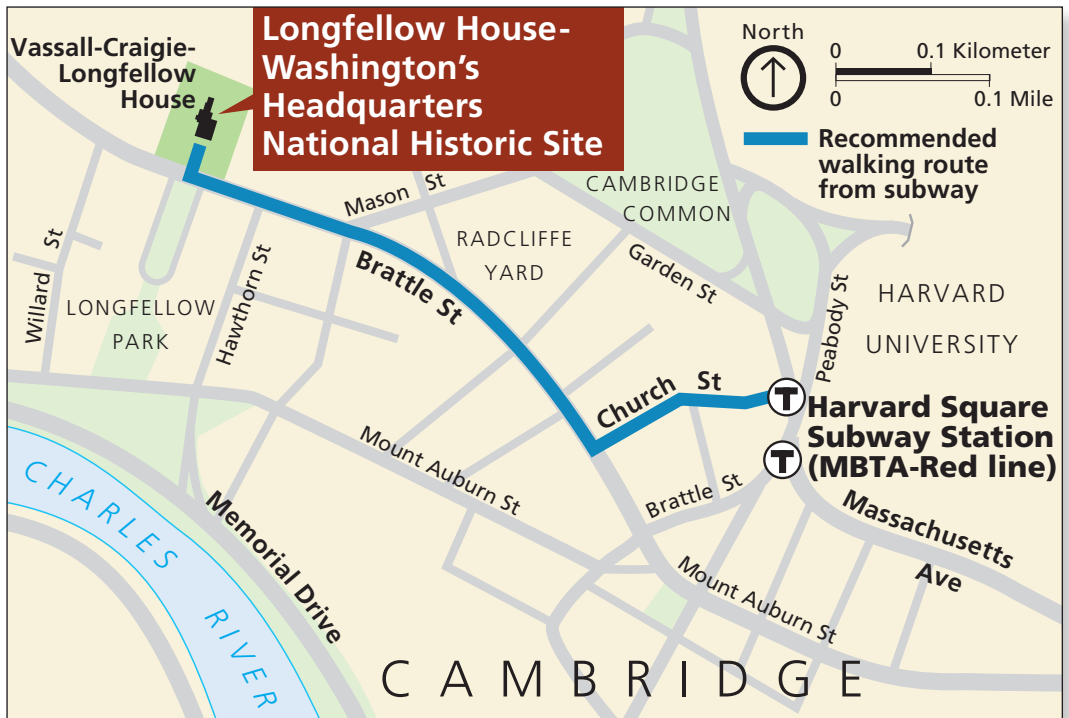 Vassall-Craigie-
Longfellow
House
Longfellow House-
Washington's
Headquarters
National Historic Site
North
0 0.1 Kilometer
0 0.1 Mile
Recommended
walking route
from subway
Mason St
CAMBRIDGE
COMMON
RADCLIFFE
YARD
Brattle St
Garden St
Peabody St
HARVARD
UNIVERSITY
Willard St
LONGFELLOW
PARK
Hawthorn St
Church St
T
Harvard Square
Subway Station
(MBTA-Red line)
T
Mount Auburn St
Brattle St
Massachusetts
Ave
CHARLES
RIVER
Memorial Drive
Mount Auburn St
CAMBRIDGE